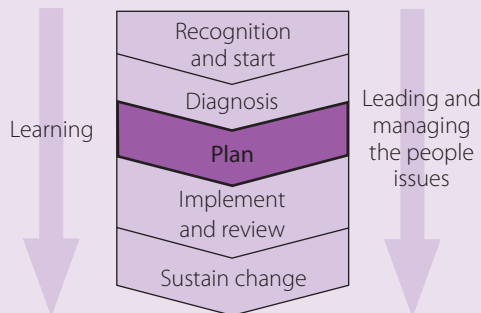 Recognition
and start
Diagnosis
Learning
Plan
Leading and
managing
the people
issues
Implement
and review
Sustain change